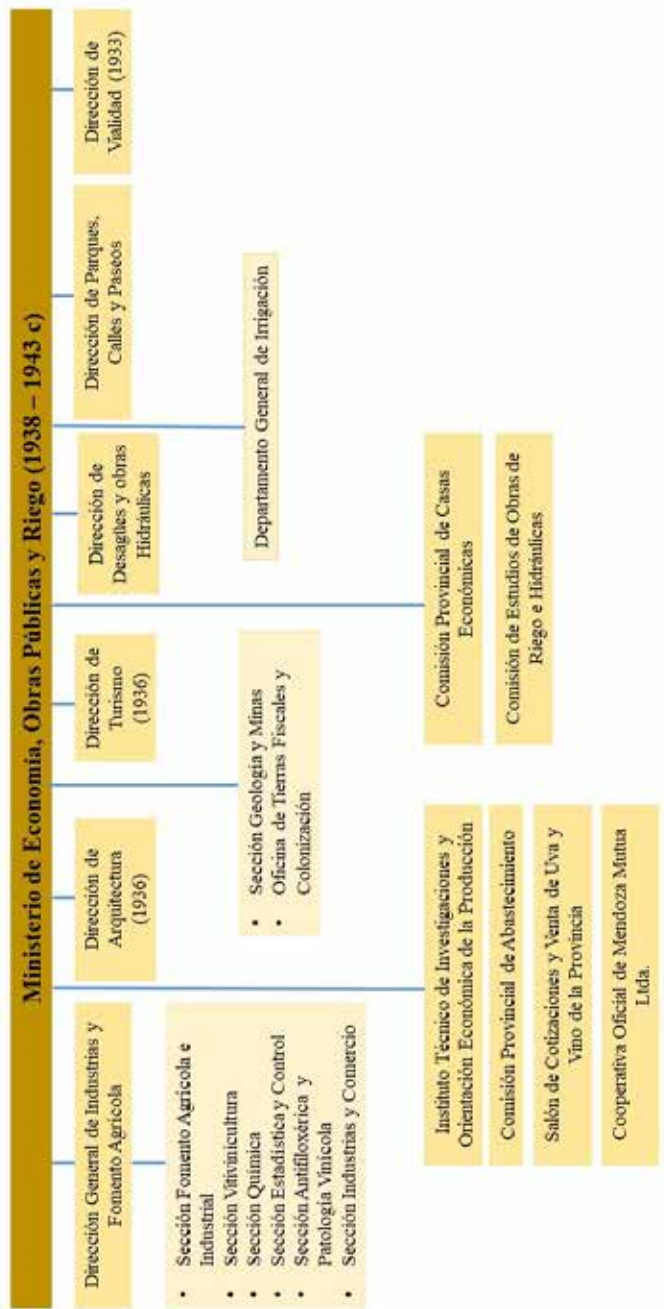 Ministerio de Economía, Obras Públicas y Riego (1938 – 1943 c)
Dirección General de Industrias y
Fomento Agrícola
Dirección de
Arquitectura
(1936)
Dirección de
Turismo
(1936)
Dirección de
Desagües y obras
Hidráulicas
Dirección de Parques,
Calles y Paseos
Dirección de
Vialidad (1933)
• Sección Fomento Agrícola e
Industrial
• Sección Vitivinicultura
• Sección Química
• Sección Estadística y Control
• Sección Antifiloxérica y
Patología Vinícola
• Sección Industrias y Comercio
• Sección Geología y Minas
• Oficina de Tierras Fiscales y
Colonización
Departamento General de Irrigación
Instituto Técnico de Investigaciones y
Orientación Económica de la Producción
Comisión Provincial de Abastecimiento
Salón de Cotizaciones y Venta de Uva y
Vino de la Provincia
Cooperativa Oficial de Mendoza Mutua
Ltda.
Comisión Provincial de Casas
Económicas
Comisión de Estudios de Obras de
Riego e Hidráulicas